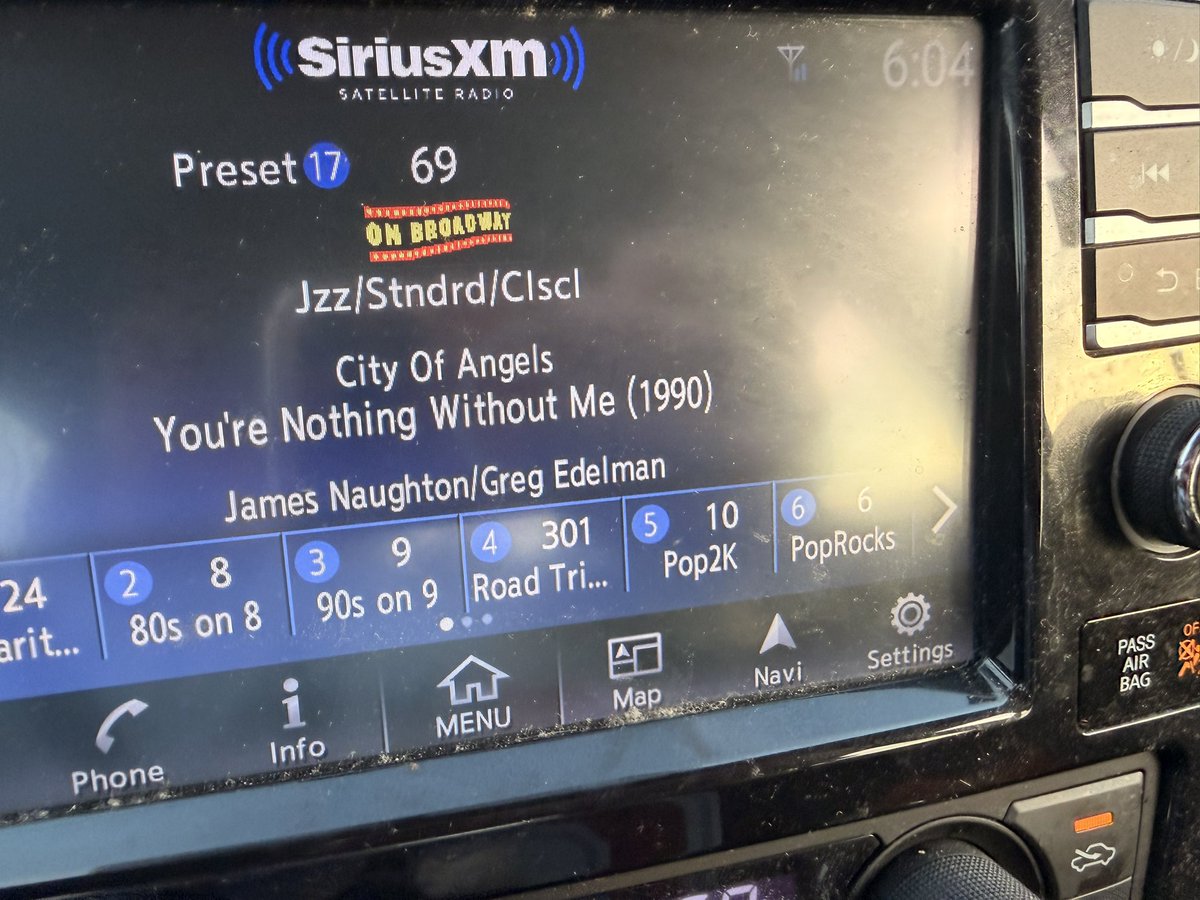 SiriusXM
SATELLITE RADIO
6:04
Preset 17 69
ON BROADWAY
Jzz/Stndrd/Clscl
City Of Angels
You're Nothing Without Me (1990)
James Naughton/Greg Edelman
24
arit...
2 8
80s on 8
3 9
90s on 9
4 301
Road Tri...
5 10
Pop2K
6 6
PopRocks
Phone
Info
MENU
Map
Navi
Settings
PASS
AIR
BAG
OF